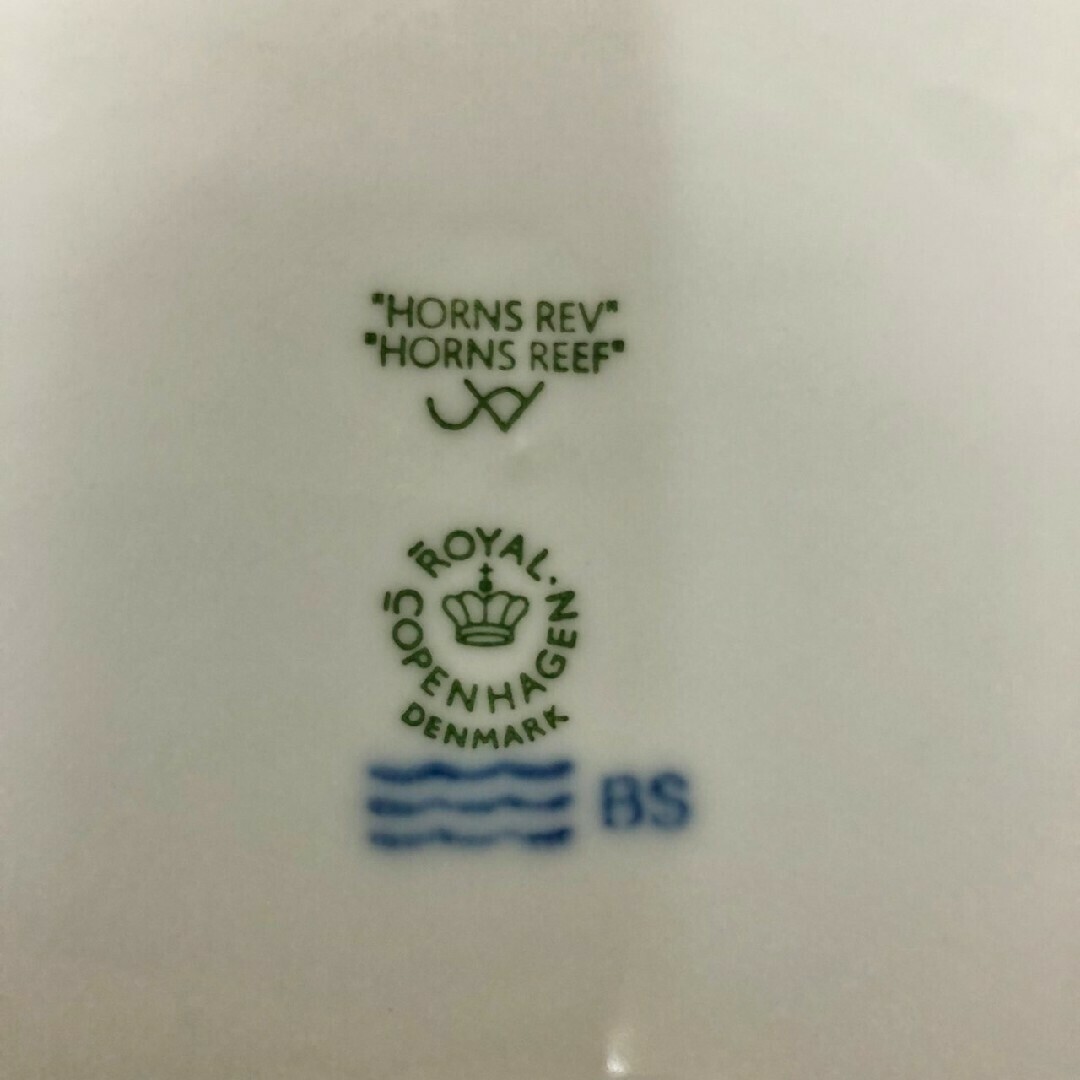 "HORNS REV"
"HORNS REEF"
ROYAL
COPENHAGEN
DENMARK
BS